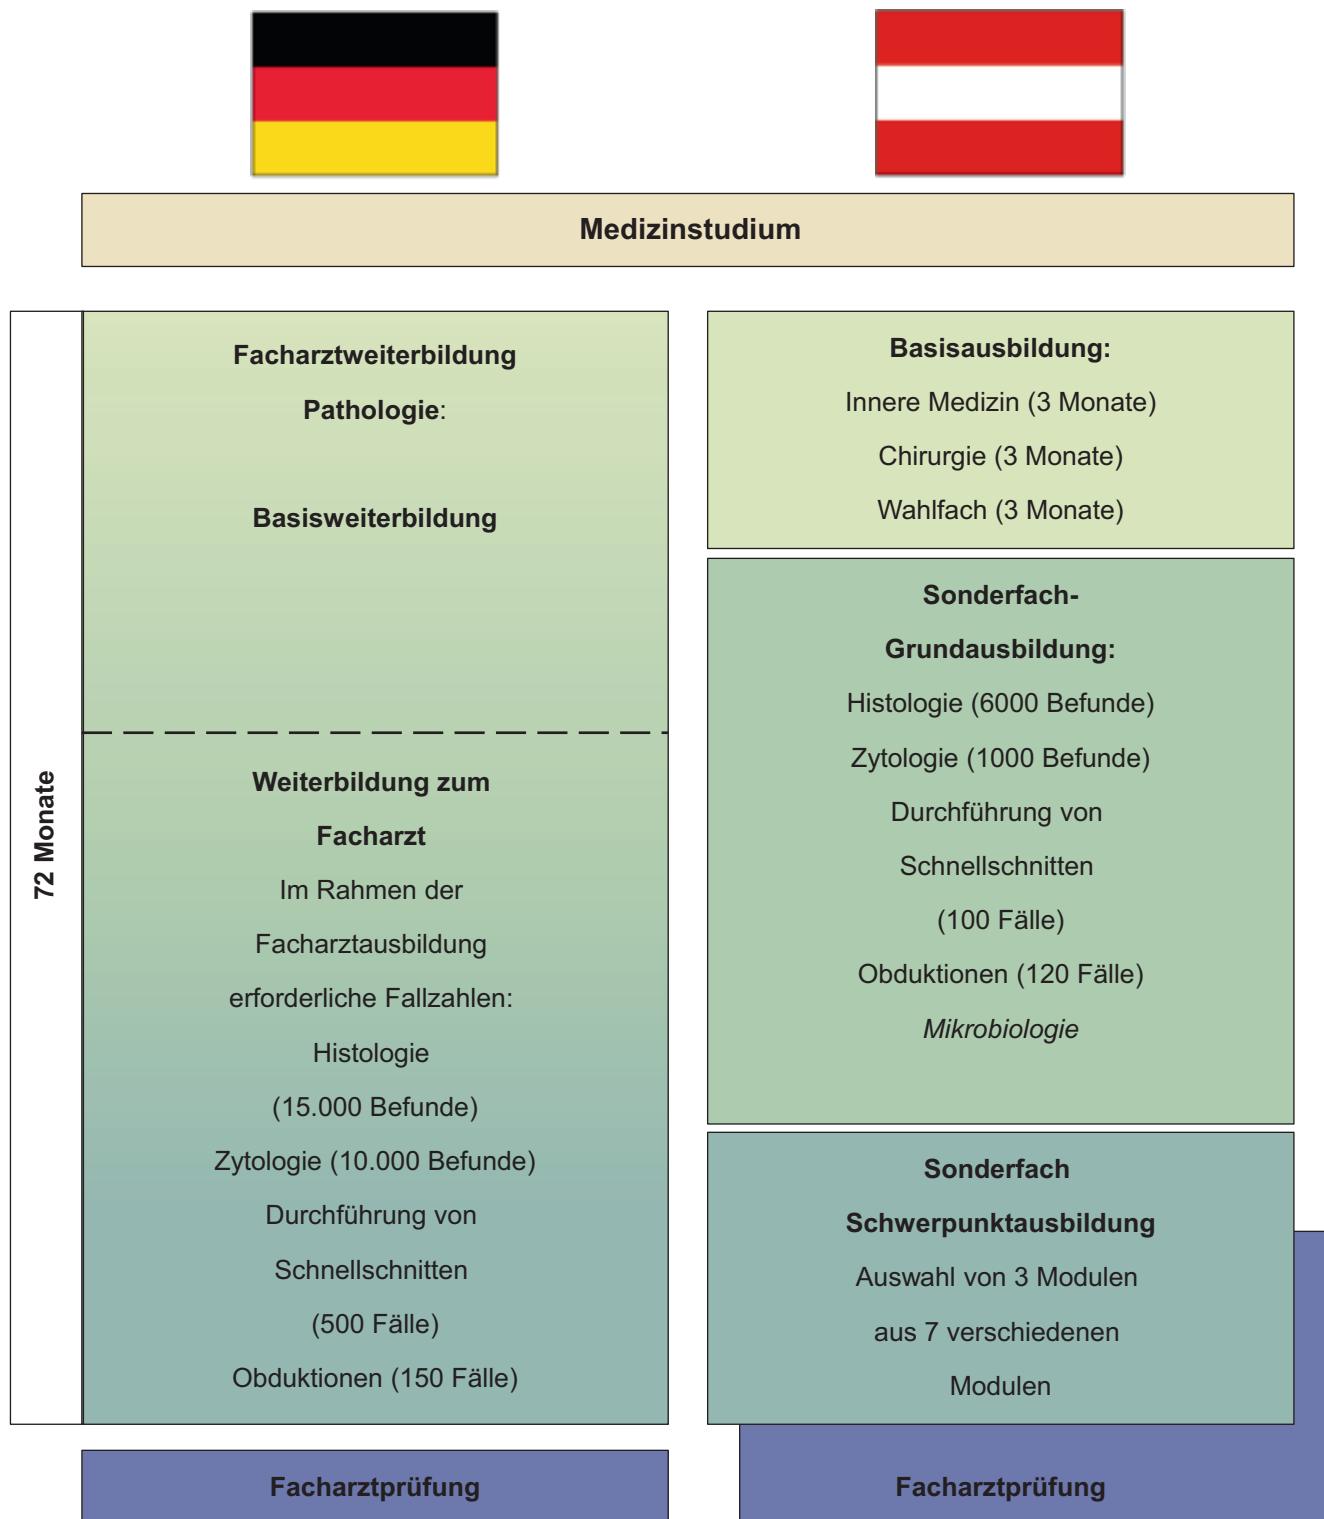 Medizinstudium
72 Monate
Facharztweiterbildung
Pathologie:
Basisweiterbildung
Weiterbildung zum
Facharzt
Im Rahmen der
Facharztausbildung
erforderliche Fallzahlen:
Histologie
(15.000 Befunde)
Zytologie (10.000 Befunde)
Durchführung von
Schnellschnitten
(500 Fälle)
Obduktionen (150 Fälle)
Facharztprüfung
Basisausbildung:
Innere Medizin (3 Monate)
Chirurgie (3 Monate)
Wahlfach (3 Monate)
Sonderfach-
Grundausbildung:
Histologie (6000 Befunde)
Zytologie (1000 Befunde)
Durchführung von
Schnellschnitten
(100 Fälle)
Obduktionen (120 Fälle)
Mikrobiologie
Sonderfach
Schwerpunktausbildung
Auswahl von 3 Modulen
aus 7 verschiedenen
Modulen
Facharztprüfung